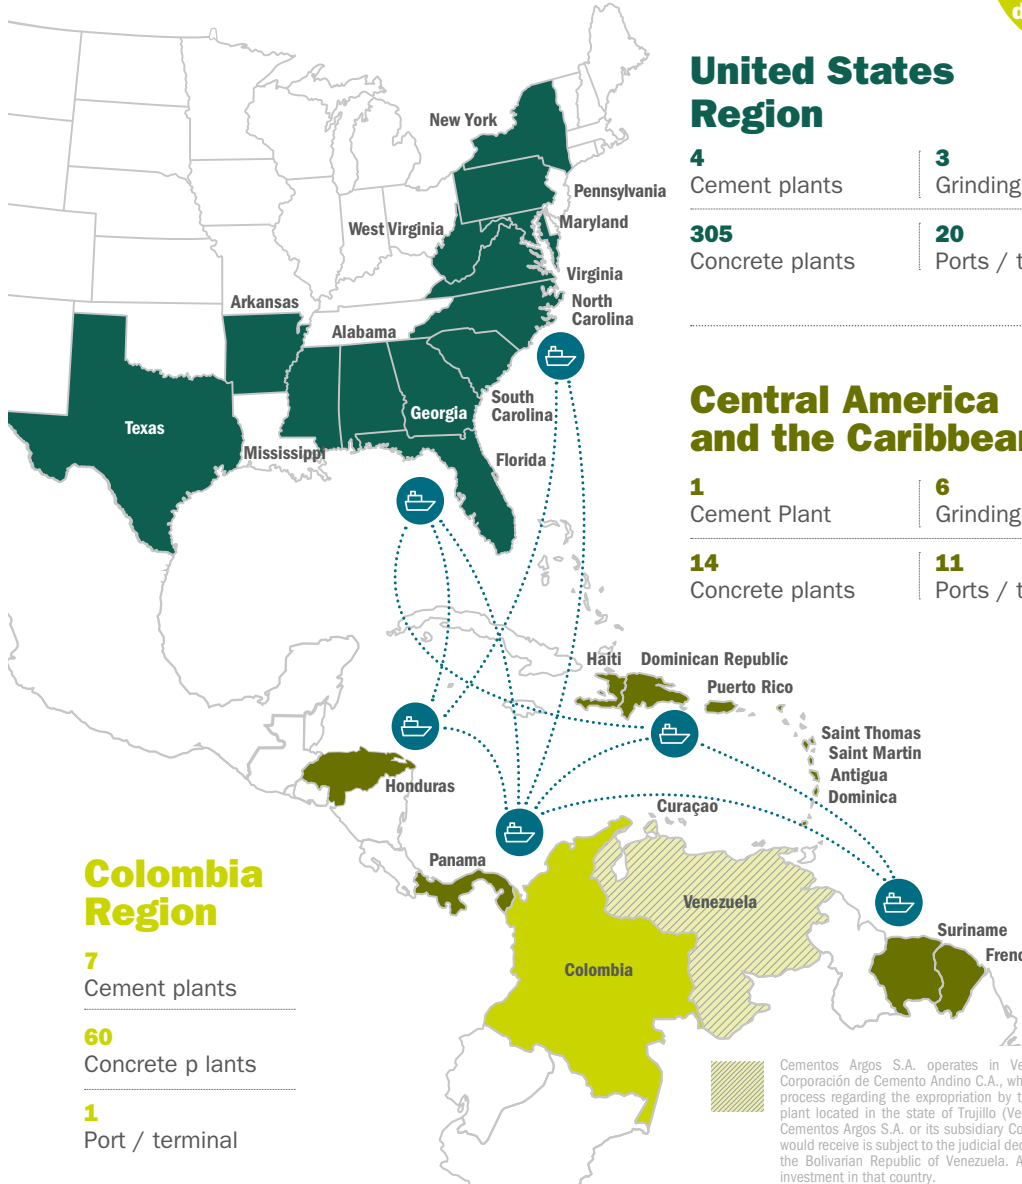 d
United States
Region
4
Cement plants
3
Grinding
305
Concrete plants
20
Ports / t
Central America
and the Caribbean
1
Cement Plant
6
Grinding
14
Concrete plants
11
Ports / t
New York
Pennsylvania
Maryland
West Virginia
Virginia
North
Carolina
Arkansas
Alabama
South
Carolina
Georgia
Texas
Mississippi
Florida
Haiti
Dominican Republic
Puerto Rico
Saint Thomas
Saint Martin
Antigua
Dominica
Honduras
Curaçao
Panama
Venezuela
Colombia
Suriname
Frenc
Colombia
Region
7
Cement plants
60
Concrete p lants
1
Port / terminal
Cementos Argos S.A. operates in Ve
Corporación de Cemento Andino C.A., wh
process regarding the expropriation by t
plant located in the state of Trujillo (Ve
Cementos Argos S.A. or its subsidiary Co
would receive is subject to the judicial dec
the Bolivarian Republic of Venezuela. A
investment in that country.